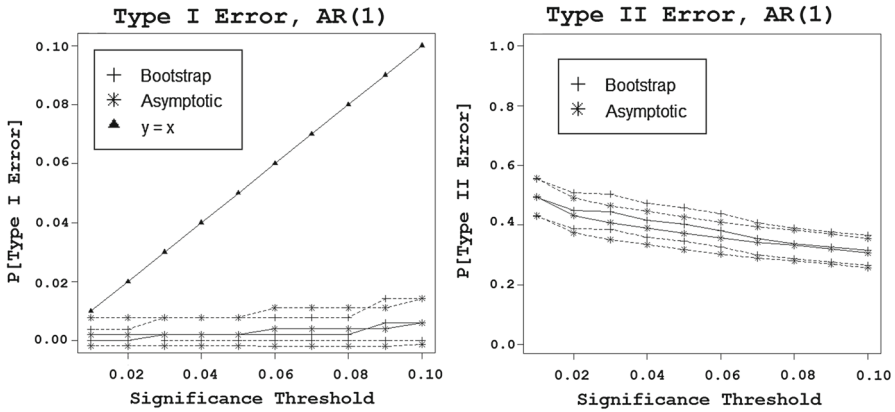 Type I Error, AR(1)
P[Type I Error]
0.10
0.08
0.06
0.04
0.02
0.00
Bootstrap
Asymptotic
y = x
0.02 0.04 0.06 0.08 0.10
Significance Threshold
Type II Error, AR(1)
P[Type II Error]
1.0
0.8
0.6
0.4
0.2
0.0
Bootstrap
Asymptotic
0.02 0.04 0.06 0.08 0.10
Significance Threshold